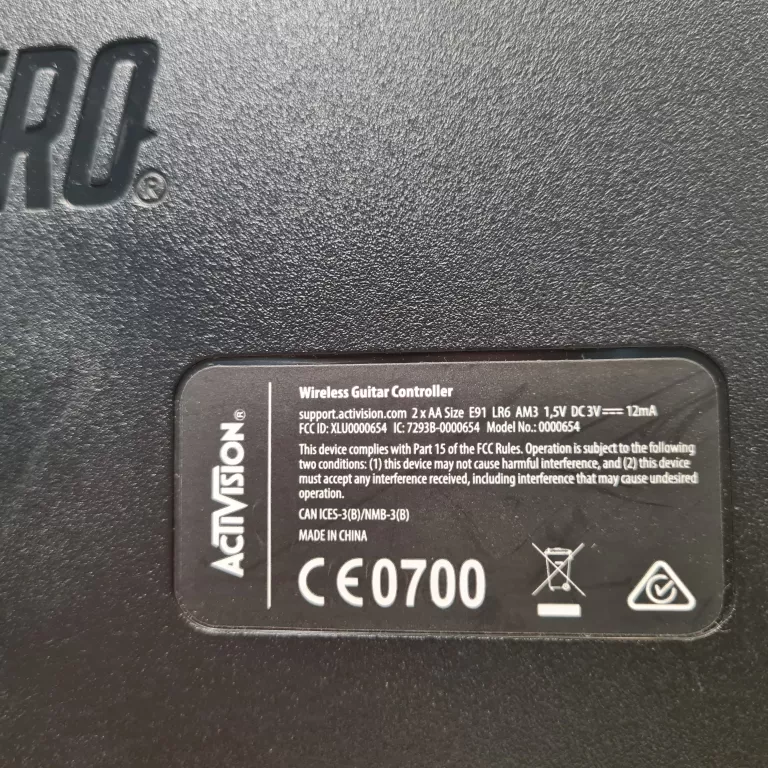 ERO®
ACTIVISION®
Wireless Guitar Controller
support.activision.com 2 x AA Size E91 LR6 AM3 1,5V DC 3V 12mA
FCC ID: XLU0000654 IC: 7293B-0000654 Model No.: 0000654
This device complies with Part 15 of the FCC Rules. Operation is subject to the following
two conditions: (1) this device may not cause harmful interference, and (2) this device
must accept any interference received, including interference that may cause undesired
operation.
CAN ICES-3(B)/NMB-3(B)
MADE IN CHINA
CE0700